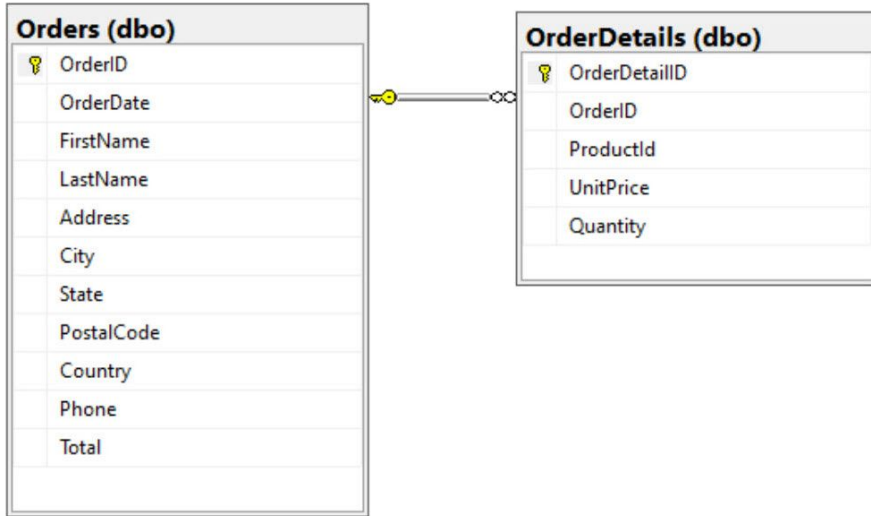 Orders (dbo)
OrderID
OrderDate
FirstName
LastName
Address
City
State
PostalCode
Country
Phone
Total
OrderDetails (dbo)
OrderDetailID
OrderID
ProductId
UnitPrice
Quantity